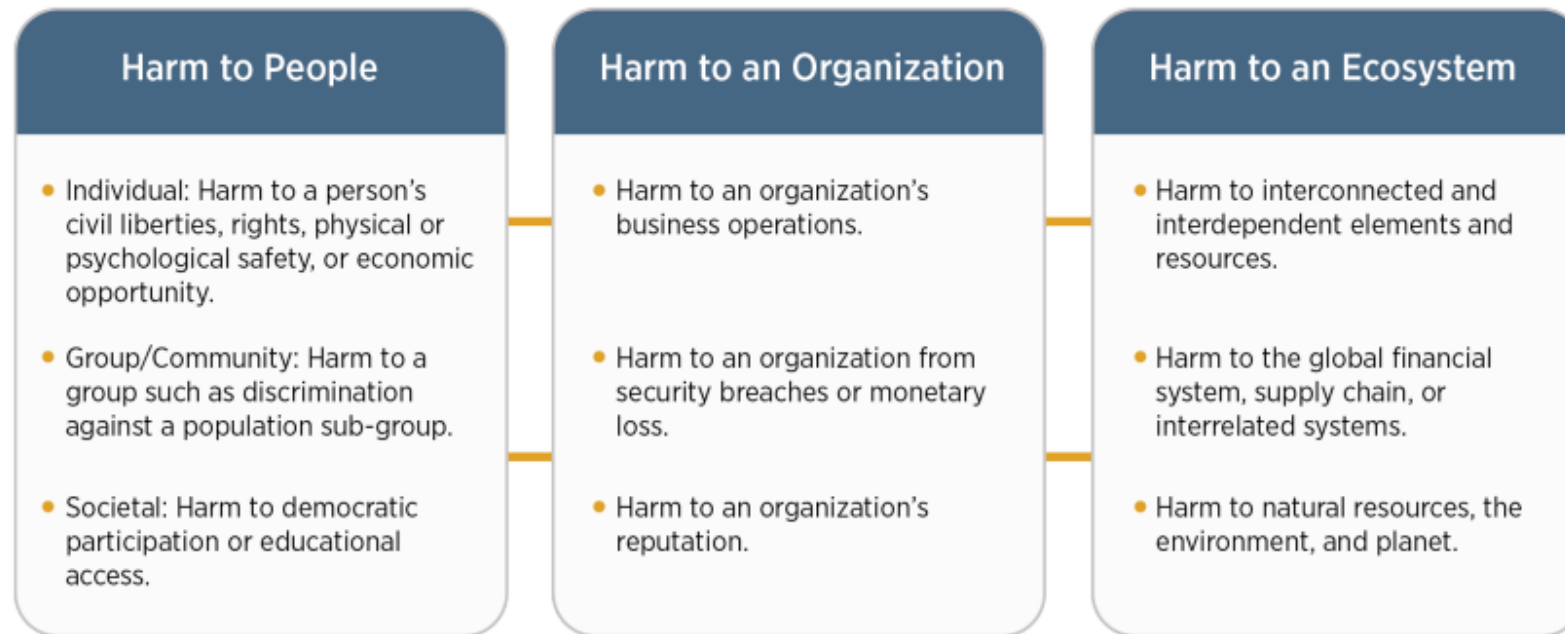 Harm to People
• Individual: Harm to a person's
civil liberties, rights, physical or
psychological safety, or economic
opportunity.
• Group/Community: Harm to a
group such as discrimination
against a population sub-group.
• Societal: Harm to democratic
participation or educational
access.
Harm to an Organization
• Harm to an organization's
business operations.
• Harm to an organization from
security breaches or monetary
loss.
• Harm to an organization's
reputation.
Harm to an Ecosystem
• Harm to interconnected and
interdependent elements and
resources.
• Harm to the global financial
system, supply chain, or
interrelated systems.
• Harm to natural resources, the
environment, and planet.